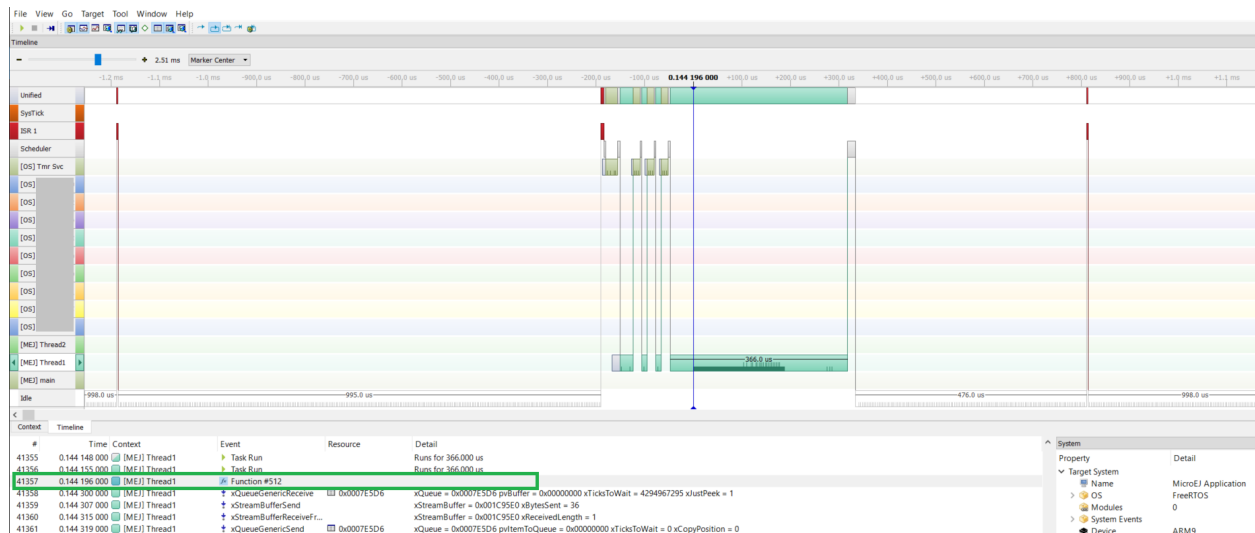 File View Go Target Tool Window Help
Timeline
2.51 ms Marker Center
-1.2 ms -1.1 ms -1.0 ms -900.0 us -800.0 us -700.0 us -600.0 us -500.0 us -400.0 us -300.0 us -200.0 us -100.0 us 0.144 196 000 +100.0 us +200.0 us +300.0 us +400.0 us +500.0 us +600.0 us +700.0 us +800.0 us +900.0 us +1.0 ms +1.1 ms
Unified
SysTick
ISR 1
Scheduler
[OS] Tmr Svc
[OS]
[OS]
[OS]
[OS]
[OS]
[OS]
[OS]
[OS]
[OS]
[MEJ] Thread2
[MEJ] Thread1 366.0 us
[MEJ] main
Idle 998.0 us 995.0 us 476.0 us 998.0 us
Context Timeline
# Time Context Event Resource Detail
41355 0.144 148 000 [MEJ] Thread1 Task Run Runs for 366.000 us
41356 0.144 155 000 [MEJ] Thread1 Task Run Runs for 366.000 us
41357 0.144 196 000 [MEJ] Thread1 Function #512
41358 0.144 300 000 [MEJ] Thread1 xQueueGenericReceive 0x0007E5D6 xQueue = 0x0007E5D6 pvBuffer = 0x00000000 xTicksToWait = 4294967295 xJustPeek = 1
41359 0.144 307 000 [MEJ] Thread1 xStreamBufferSend xStreamBuffer = 0x001C95E0 xBytesSent = 36
41360 0.144 315 000 [MEJ] Thread1 xStreamBufferReceiveFr... xStreamBuffer = 0x001C95E0 xReceivedLength = 1
41361 0.144 319 000 [MEJ] Thread1 xQueueGenericSend 0x0007E5D6 xQueue = 0x0007E5D6 pvItemToQueue = 0x00000000 xTicksToWait = 0 xCopyPosition = 0
System
Property Detail
Target System
Name MicroEJ Application
OS FreeRTOS
Modules 0
System Events
Device ARM9